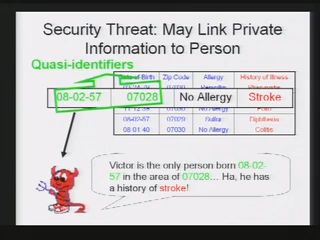 Security Threat: May Link Private
Information to Person
Quasi-identifiers
Date of Birth Zip Code Allergy History of Illness
08-02-57 07028 No Allergy Stroke
07030
08-02-57 07029 Sulfur Diphtheria
08 01 40 07030 No Allergy Colitis
Victor is the only person born 08-02-
57 in the area of 07028... Ha, he has
a history of stroke!